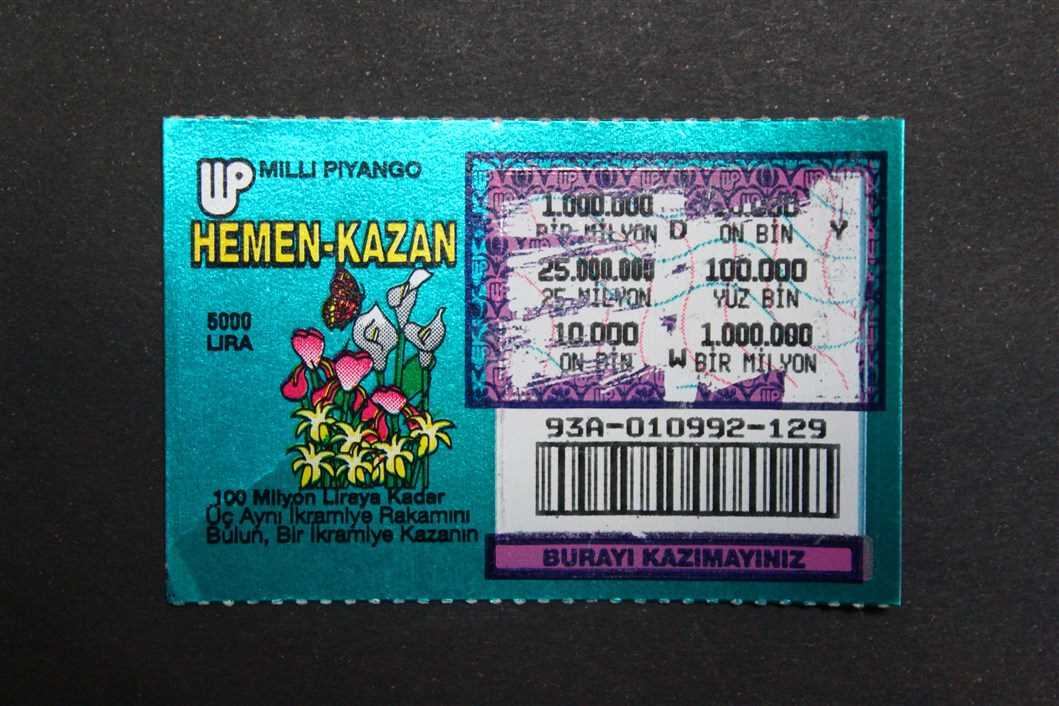 WP MILLI PIYANGO
HEMEN-KAZAN
5000
LIRA
100 Milyon Liraya Kadar
Üç Aynı İkramiye Rakamını
Bulun, Bir İkramiye Kazanın
1.000.000
BİR MİLYON D ON BİN Y
25.000.000 100.000
25 MİLYON YÜZ BİN
10.000 1.000.000
ON BİN W BİR MİLYON
93A-010992-129
BURAYI KAZIMAYINIZ